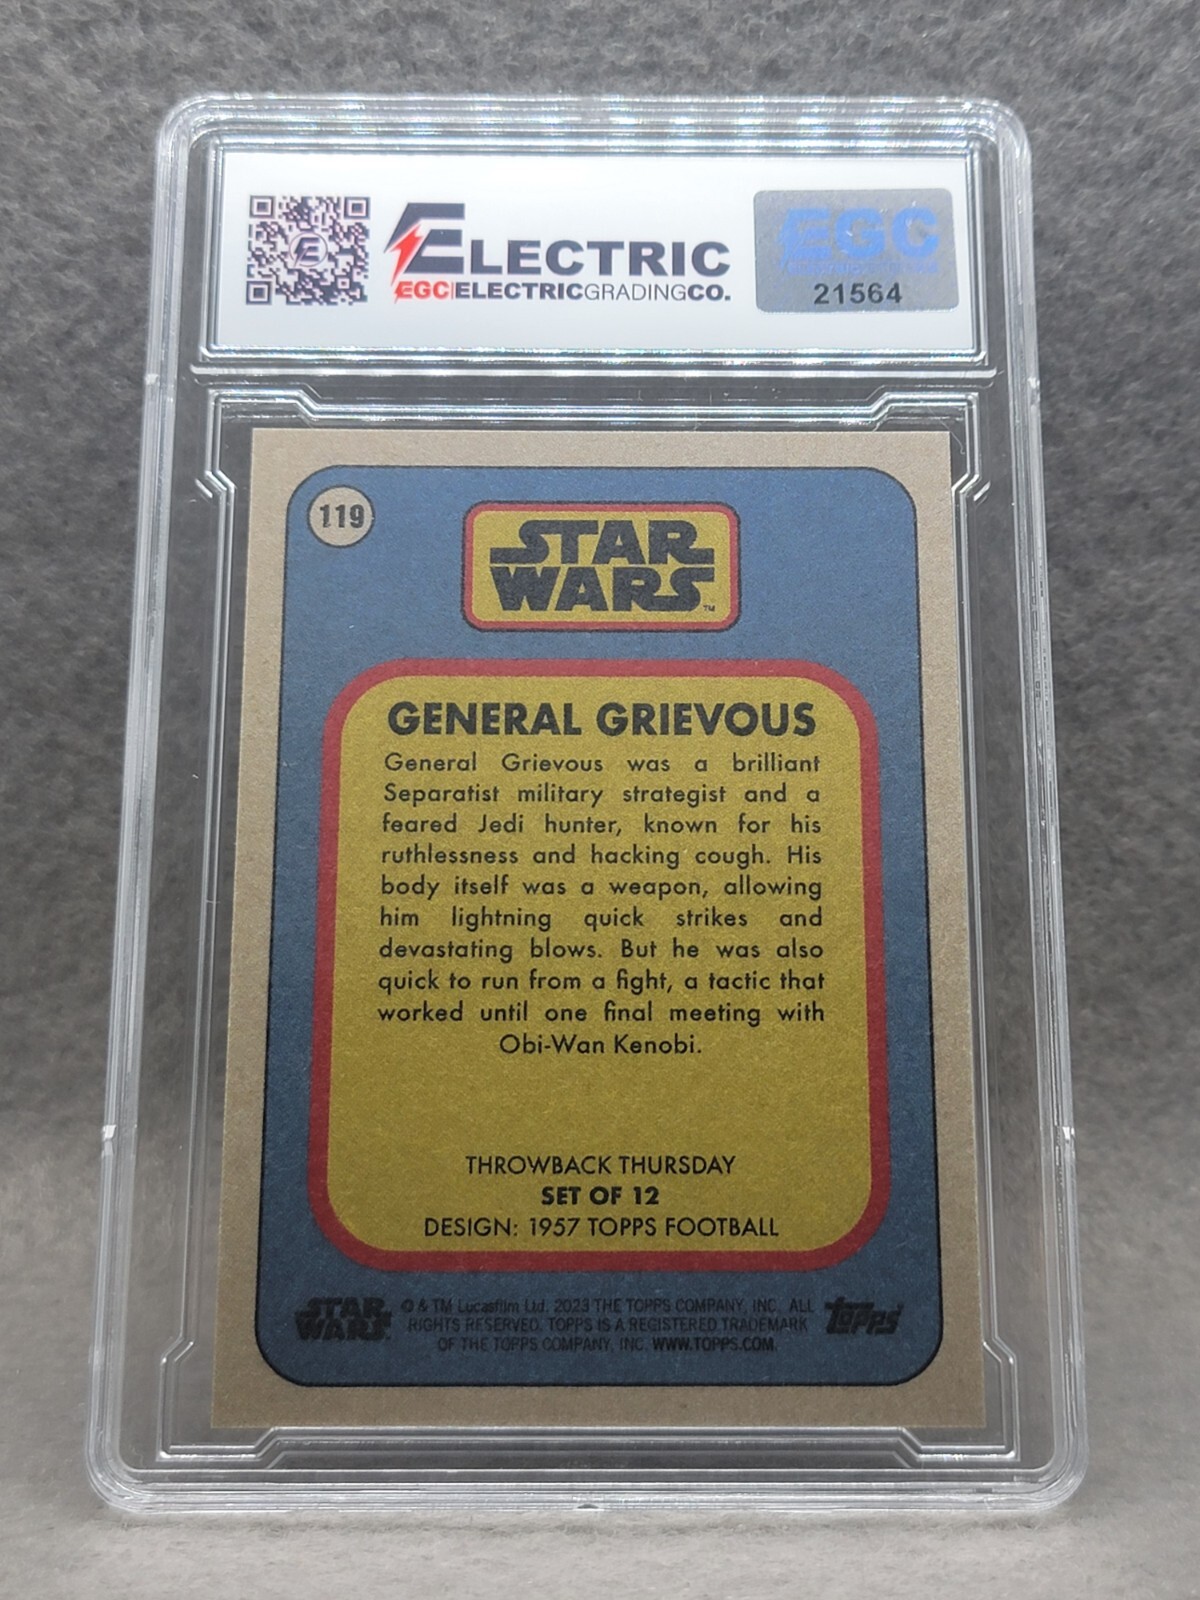 ELECTRIC
EGC|ELECTRICGRADINGCO.
EGC
21564
119
STAR
WARS™
GENERAL GRIEVOUS
General Grievous was a brilliant
Separatist military strategist and a
feared Jedi hunter, known for his
ruthlessness and hacking cough. His
body itself was a weapon, allowing
him lightning quick strikes and
devastating blows. But he was also
quick to run from a fight, a tactic that
worked until one final meeting with
Obi-Wan Kenobi.
THROWBACK THURSDAY
SET OF 12
DESIGN: 1957 TOPPS FOOTBALL
STAR
WARS
© & TM Lucasfilm Ltd. 2023 THE TOPPS COMPANY, INC. ALL
RIGHTS RESERVED. TOPPS IS A REGISTERED TRADEMARK
OF THE TOPPS COMPANY, INC. WWW.TOPPS.COM.
topps